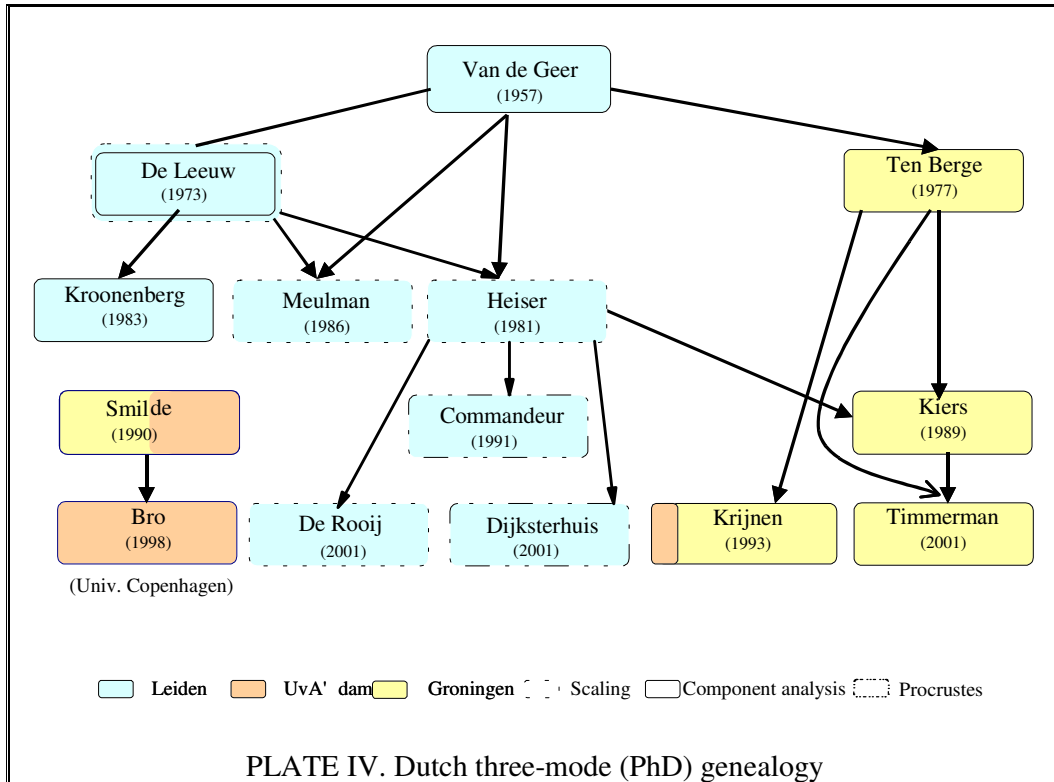 Van de Geer
(1957)
De Leeuw
(1973)
Ten Berge
(1977)
Kroonenberg
(1983)
Meulman
(1986)
Heiser
(1981)
Smilde
(1990)
Commandeur
(1991)
Kiers
(1989)
Bro
(1998)
(Univ. Copenhagen)
De Rooij
(2001)
Dijksterhuis
(2001)
Krijnen
(1993)
Timmerman
(2001)
Leiden UvA' dam Groningen Scaling Component analysis Procrustes
PLATE IV. Dutch three-mode (PhD) genealogy